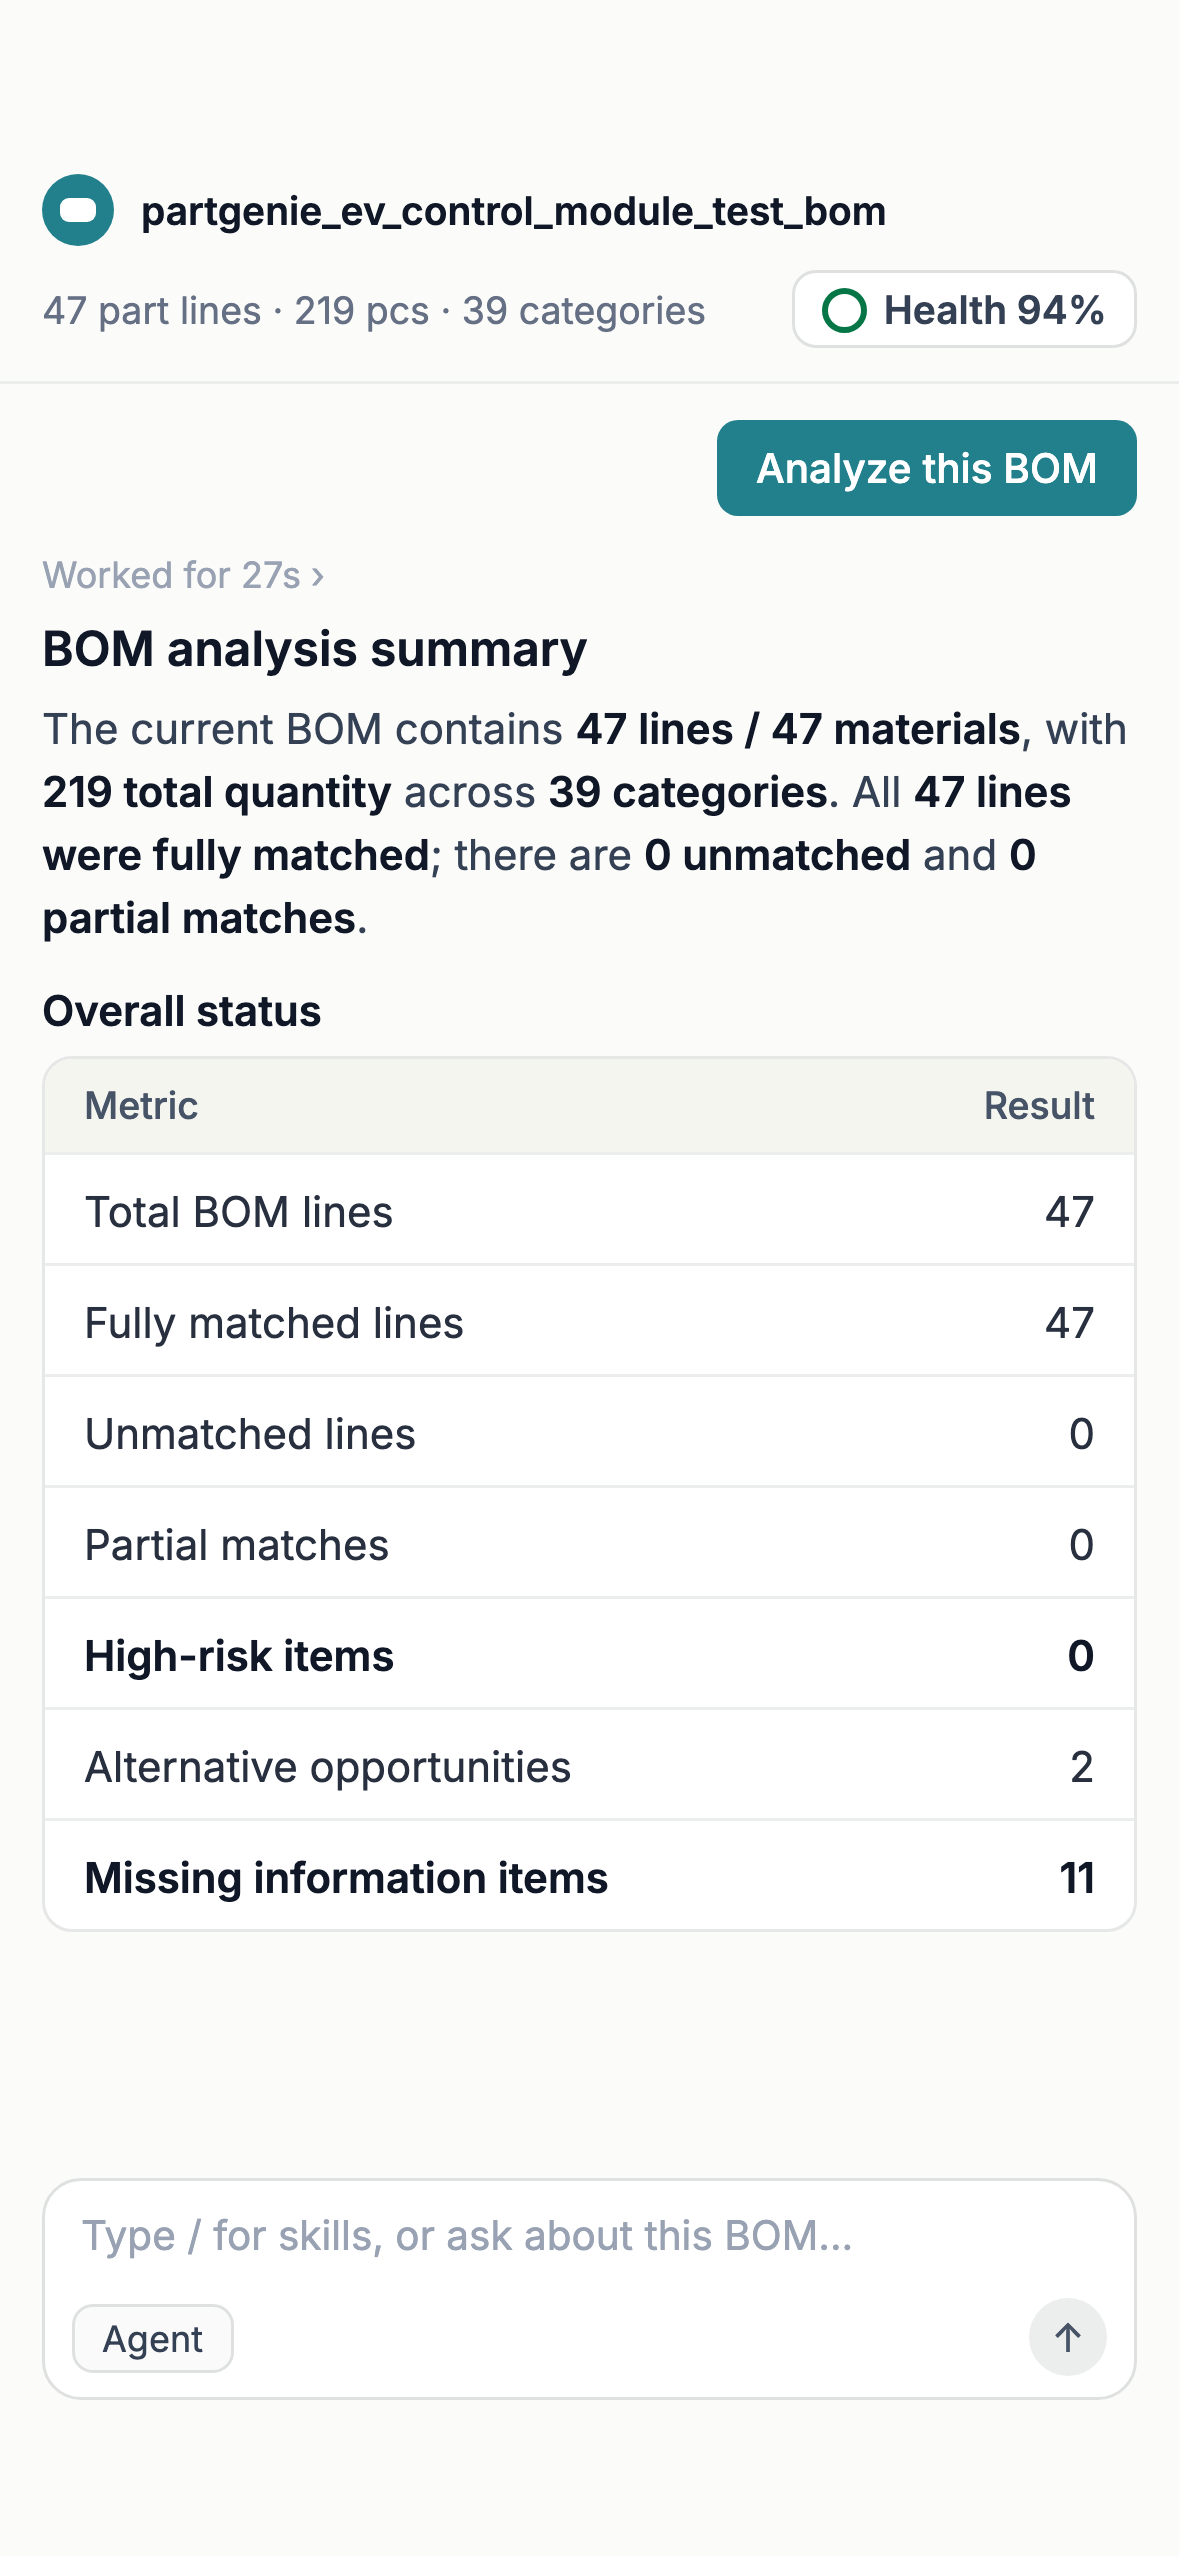 partgenie_ev_control_module_test_bom
47 part lines · 219 pcs · 39 categories
Health 94%
Analyze this BOM
Worked for 27s ›
BOM analysis summary
The current BOM contains 47 lines / 47 materials, with
219 total quantity across 39 categories. All 47 lines
were fully matched; there are 0 unmatched and 0
partial matches.
Overall status
Metric Result
Total BOM lines 47
Fully matched lines 47
Unmatched lines 0
Partial matches 0
High-risk items 0
Alternative opportunities 2
Missing information items 11
Type / for skills, or ask about this BOM...
Agent